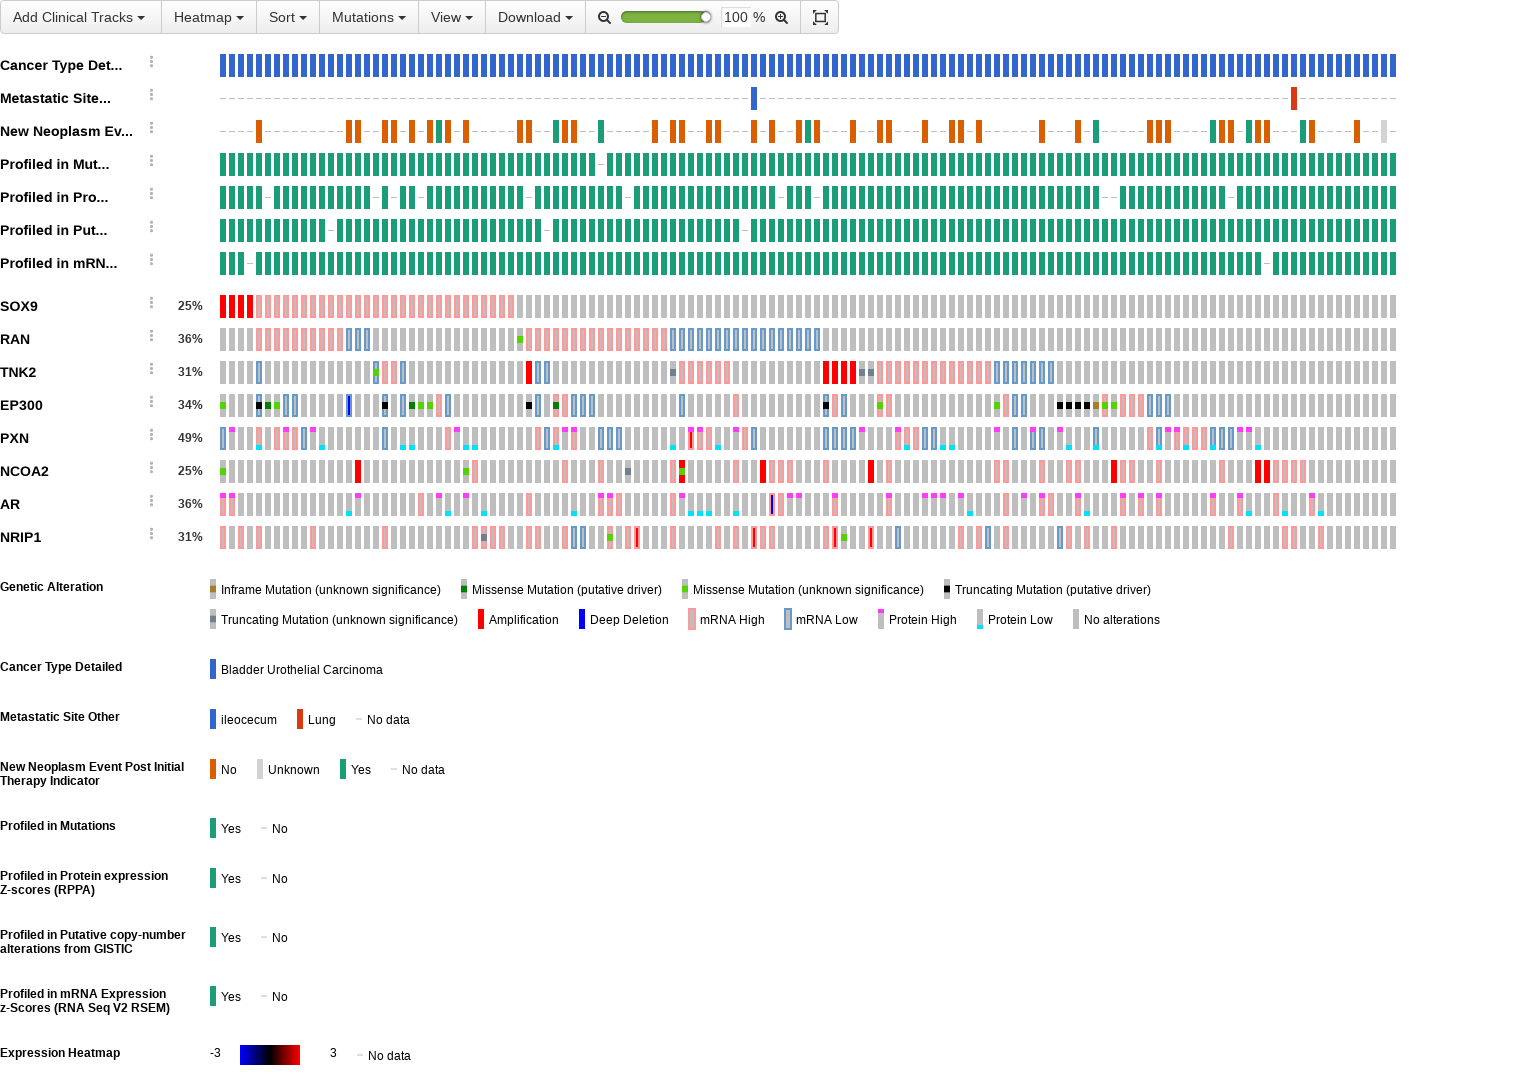 Add Clinical Tracks Heatmap Sort Mutations View Download 100 %
Cancer Type Det...
Metastatic Site...
New Neoplasm Ev...
Profiled in Mut...
Profiled in Pro...
Profiled in Put...
Profiled in mRN...
SOX9 25%
RAN 36%
TNK2 31%
EP300 34%
PXN 49%
NCOA2 25%
AR 36%
NRIP1 31%
Genetic Alteration Inframe Mutation (unknown significance) Missense Mutation (putative driver) Missense Mutation (unknown significance) Truncating Mutation (putative driver)
Truncating Mutation (unknown significance) Amplification Deep Deletion mRNA High mRNA Low Protein High Protein Low No alterations
Cancer Type Detailed Bladder Urothelial Carcinoma
Metastatic Site Other ileocecum Lung No data
New Neoplasm Event Post Initial No Unknown Yes No data
Therapy Indicator
Profiled in Mutations Yes No
Profiled in Protein expression Yes No
Z-scores (RPPA)
Profiled in Putative copy-number Yes No
alterations from GISTIC
Profiled in mRNA Expression Yes No
z-Scores (RNA Seq V2 RSEM)
Expression Heatmap -3 3 No data